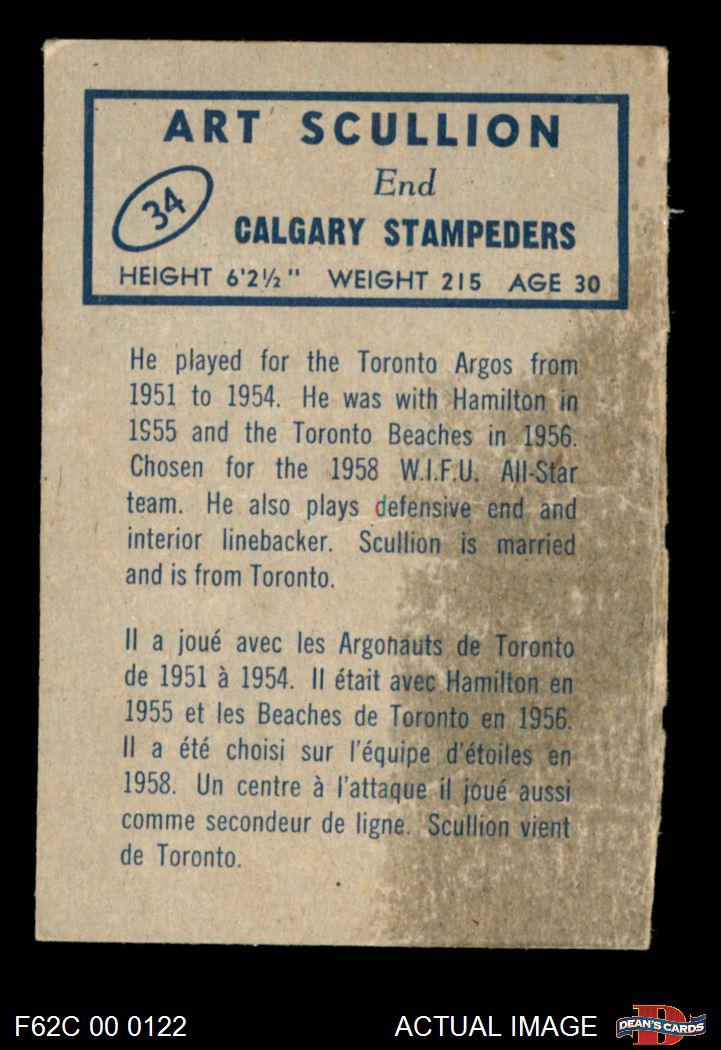 ART SCULLION
End
34
CALGARY STAMPEDERS
HEIGHT 6'2½" WEIGHT 215 AGE 30
He played for the Toronto Argos from
1951 to 1954. He was with Hamilton in
1955 and the Toronto Beaches in 1956.
Chosen for the 1958 W.I.F.U. All-Star
team. He also plays defensive end and
interior linebacker. Scullion is married
and is from Toronto.
Il a joué avec les Argonauts de Toronto
de 1951 à 1954. Il était avec Hamilton en
1955 et les Beaches de Toronto en 1956.
Il a été choisi sur l'équipe d'étoiles en
1958. Un centre à l'attaque il joué aussi
comme secondeur de ligne. Scullion vient
de Toronto.
F62C 00 0122
ACTUAL IMAGE
D
DEAN'S CARDS